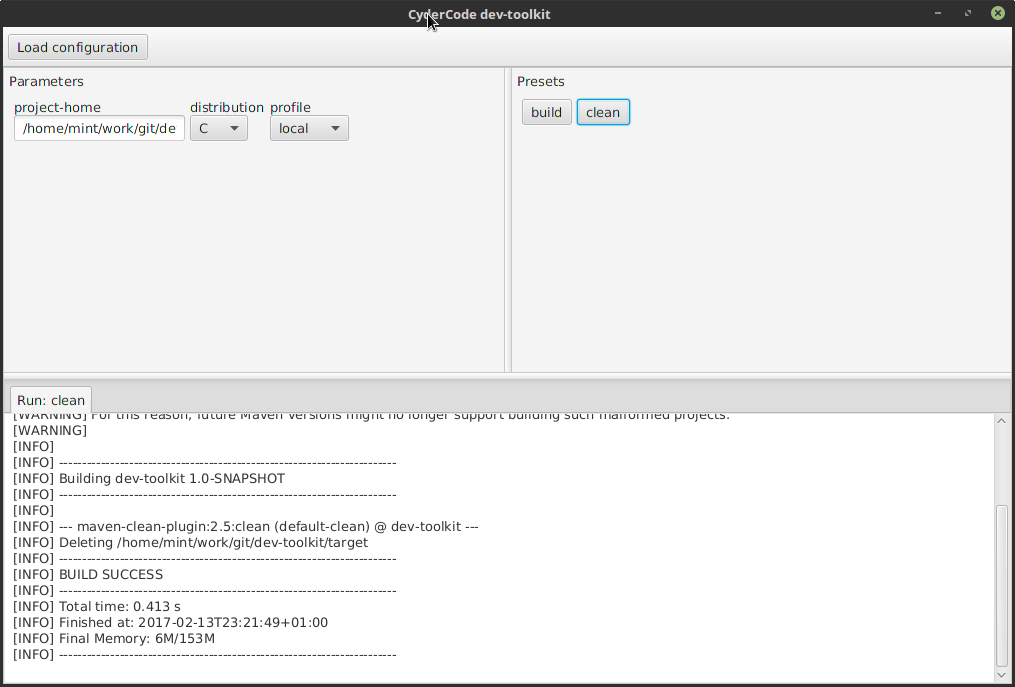 CyderCode dev-toolkit
Load configuration
Parameters
project-home distribution profile
/home/mint/work/git/de C local
Presets
build clean
Run: clean
[WARNING] For this reason, future Maven versions might no longer support building such malformed projects.
[WARNING]
[INFO]
[INFO] ------------------------------------------------------------------------
[INFO] Building dev-toolkit 1.0-SNAPSHOT
[INFO] ------------------------------------------------------------------------
[INFO]
[INFO] --- maven-clean-plugin:2.5:clean (default-clean) @ dev-toolkit ---
[INFO] Deleting /home/mint/work/git/dev-toolkit/target
[INFO] ------------------------------------------------------------------------
[INFO] BUILD SUCCESS
[INFO] ------------------------------------------------------------------------
[INFO] Total time: 0.413 s
[INFO] Finished at: 2017-02-13T23:21:49+01:00
[INFO] Final Memory: 6M/153M
[INFO] ------------------------------------------------------------------------